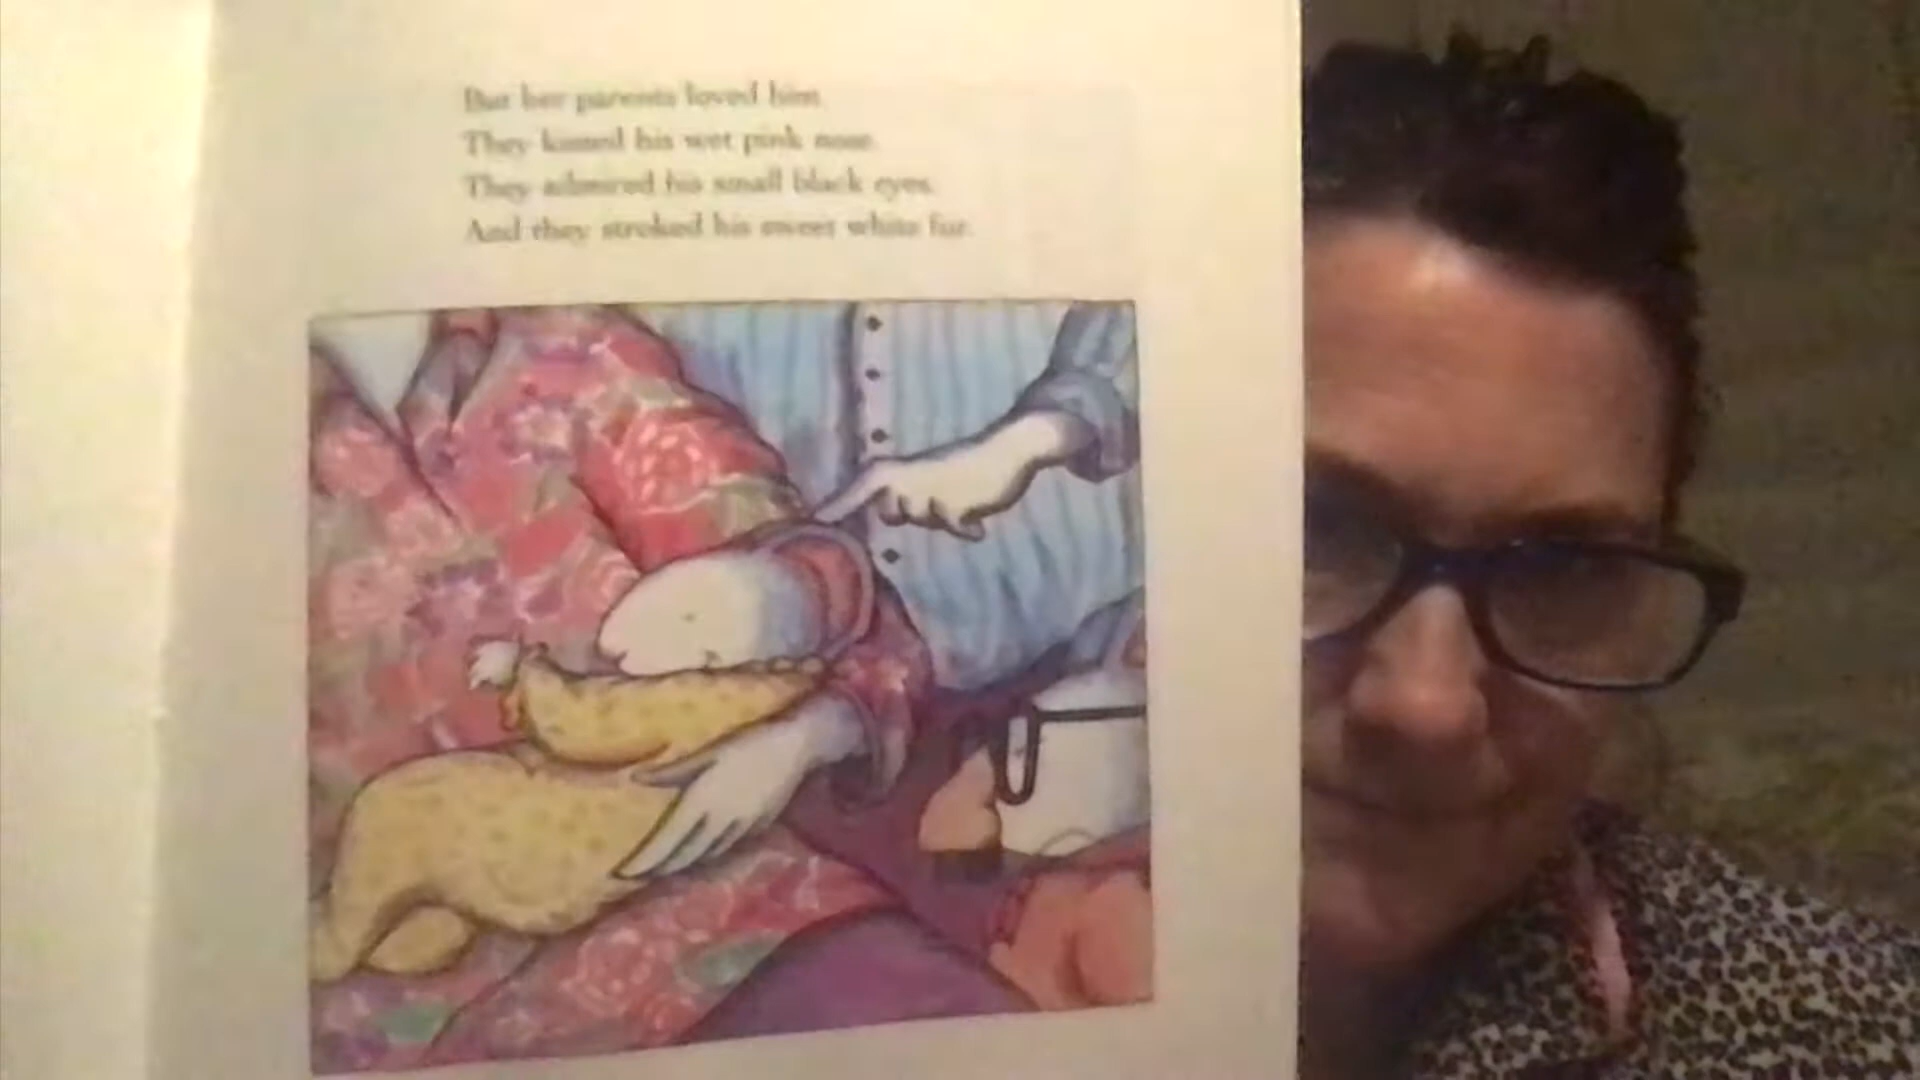 But her parents loved him.
They kissed his wet pink nose.
They admired his small black eyes.
And they stroked his sweet white fur.